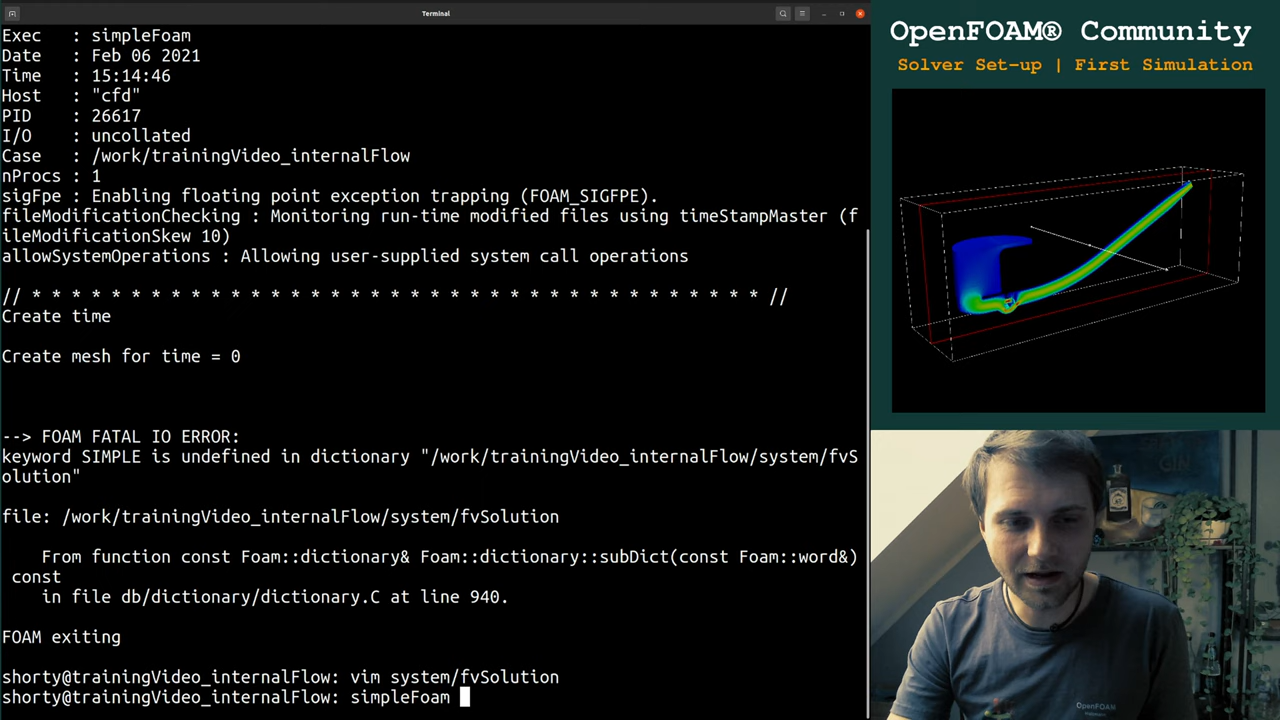 Terminal
Exec   : simpleFoam
Date   : Feb 06 2021
Time   : 15:14:46
Host   : "cfd"
PID    : 26617
I/O    : uncollated
Case   : /work/trainingVideo_internalFlow
nProcs : 1
sigFpe : Enabling floating point exception trapping (FOAM_SIGFPE).
fileModificationChecking : Monitoring run-time modified files using timeStampMaster (f
ileModificationSkew 10)
allowSystemOperations : Allowing user-supplied system call operations
// * * * * * * * * * * * * * * * * * * * * * * * * * * * * * * * * * * * * * //
Create time
Create mesh for time = 0
--> FOAM FATAL IO ERROR:
keyword SIMPLE is undefined in dictionary "/work/trainingVideo_internalFlow/system/fvS
olution"
file: /work/trainingVideo_internalFlow/system/fvSolution
From function const Foam::dictionary& Foam::dictionary::subDict(const Foam::word&)
const
in file db/dictionary/dictionary.C at line 940.
FOAM exiting
shorty@trainingVideo_internalFlow: vim system/fvSolution
shorty@trainingVideo_internalFlow: simpleFoam
OpenFOAM® Community
Solver Set-up | First Simulation
GIN
OpenFOAM